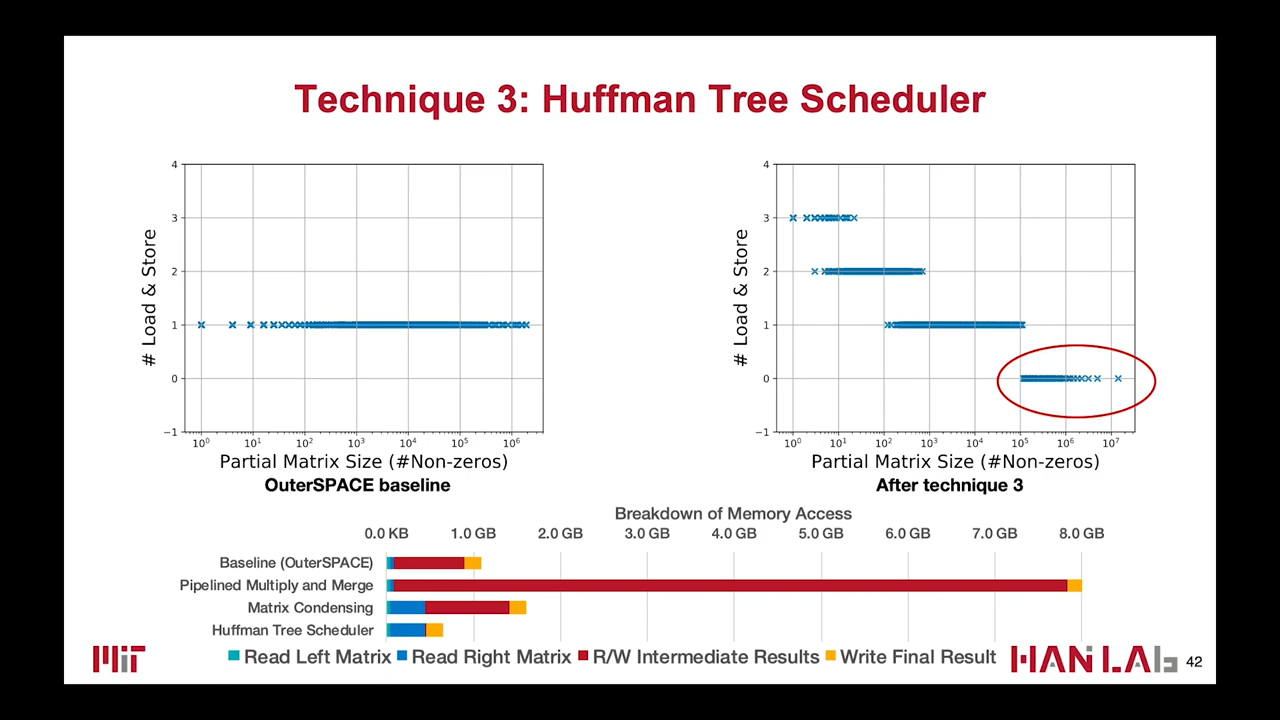 Technique 3: Huffman Tree Scheduler
4
3
2
1
0
−1
# Load & Store
10⁰ 10¹ 10² 10³ 10⁴ 10⁵ 10⁶
Partial Matrix Size (#Non-zeros)
OuterSPACE baseline
4
3
2
1
0
−1
# Load & Store
10⁰ 10¹ 10² 10³ 10⁴ 10⁵ 10⁶ 10⁷
Partial Matrix Size (#Non-zeros)
After technique 3
Breakdown of Memory Access
0.0 KB 1.0 GB 2.0 GB 3.0 GB 4.0 GB 5.0 GB 6.0 GB 7.0 GB 8.0 GB
Baseline (OuterSPACE)
Pipelined Multiply and Merge
Matrix Condensing
Huffman Tree Scheduler
Read Left Matrix Read Right Matrix R/W Intermediate Results Write Final Result
MIT
HAN LAb
42